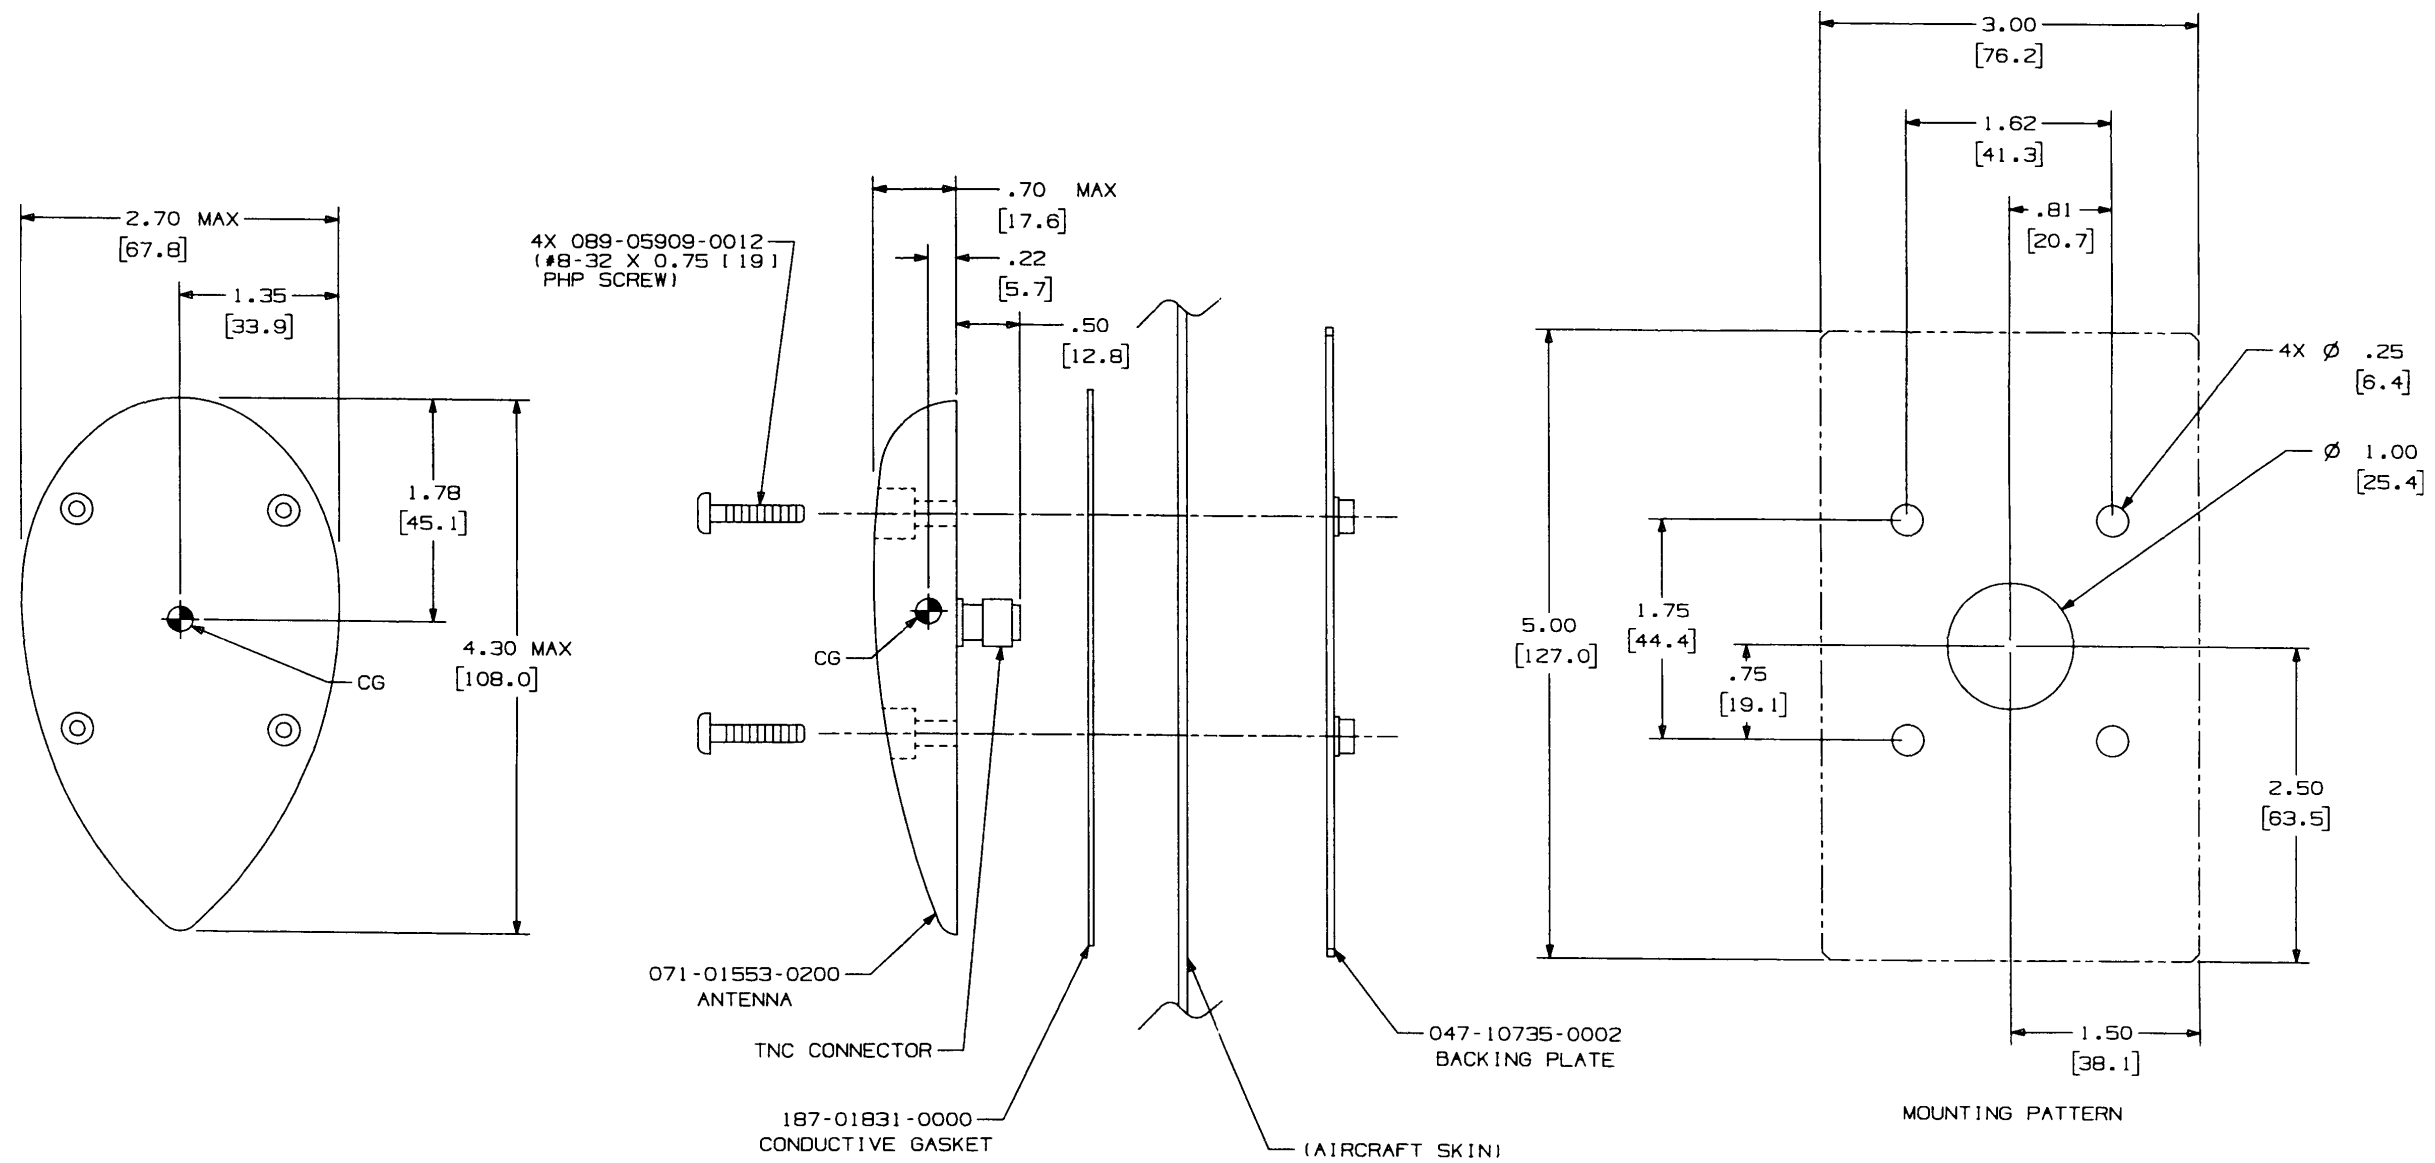 2.70 MAX
[67.8]
1.35
[33.9]
1.78
[45.1]
4.30 MAX
[108.0]
CG
4X 089-05909-0012
(#8-32 X 0.75 [19]
PHP SCREW)
.70 MAX
[17.6]
.22
[5.7]
.50
[12.8]
CG
071-01553-0200
ANTENNA
TNC CONNECTOR
187-01831-0000
CONDUCTIVE GASKET
(AIRCRAFT SKIN)
047-10735-0002
BACKING PLATE
3.00
[76.2]
1.62
[41.3]
.81
[20.7]
4X Ø .25
[6.4]
Ø 1.00
[25.4]
5.00
[127.0]
1.75
[44.4]
.75
[19.1]
2.50
[63.5]
1.50
[38.1]
MOUNTING PATTERN